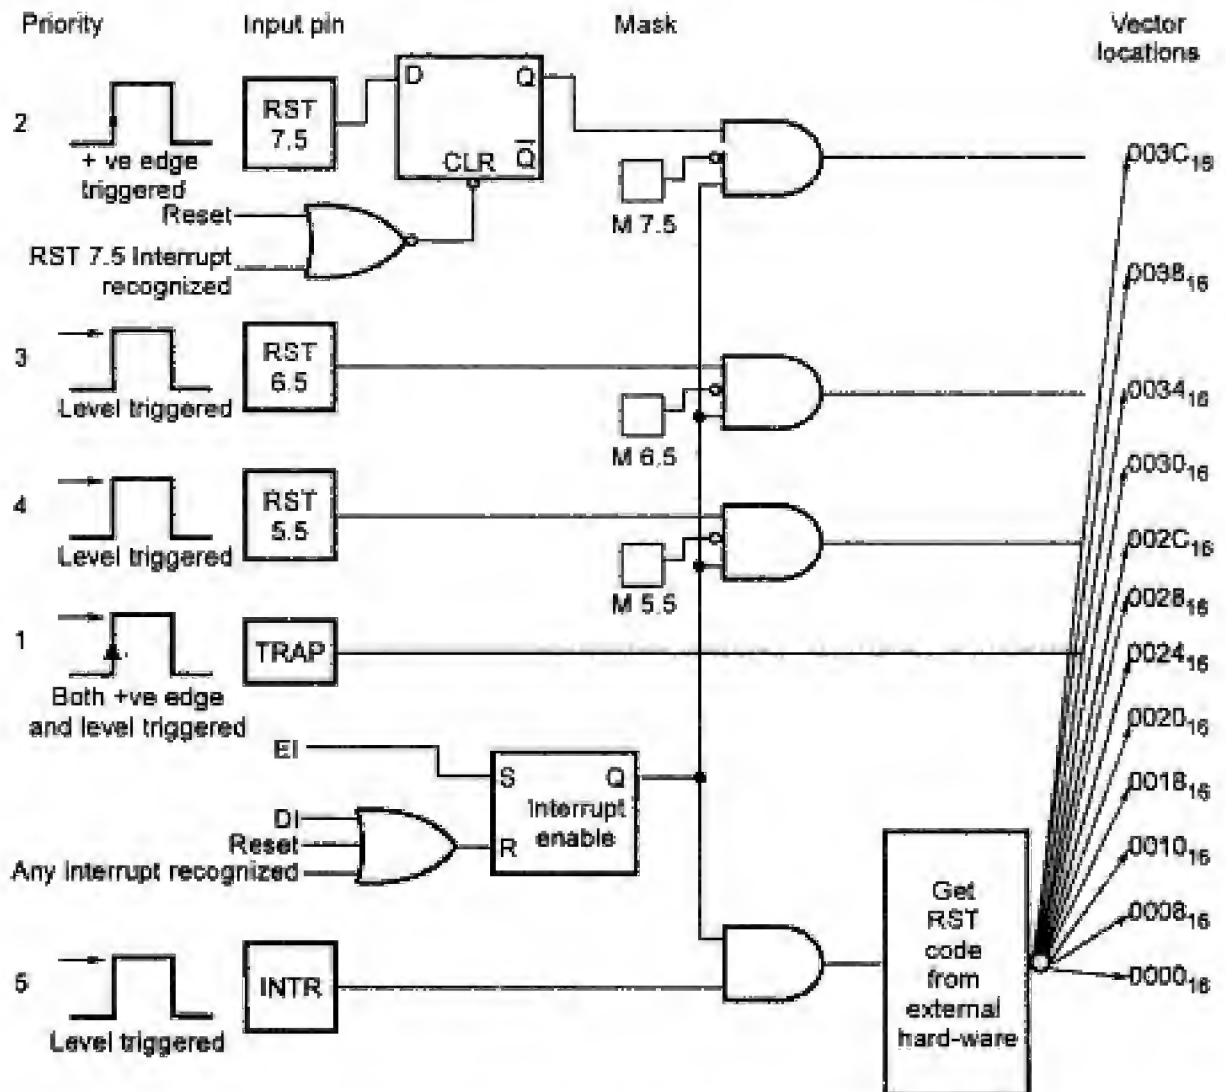 Priority
Input pin
Mask
Vector
locations
2
+ ve edge
triggered
RST
7.5
D
Q
CLR
Q̅
M 7.5
003C₁₆
Reset
RST 7.5 Interrupt
recognized
0038₁₆
3
Level triggered
RST
6.5
M 6.5
0034₁₆
0030₁₆
4
Level triggered
RST
5.5
M 5.5
002C₁₆
0028₁₆
1
Both +ve edge
and level triggered
TRAP
0024₁₆
0020₁₆
EI
S
Q
Interrupt
enable
R
DI
Reset
Any Interrupt recognized
0018₁₆
0010₁₆
0008₁₆
0000₁₆
5
Level triggered
INTR
Get
RST
code
from
external
hard-ware